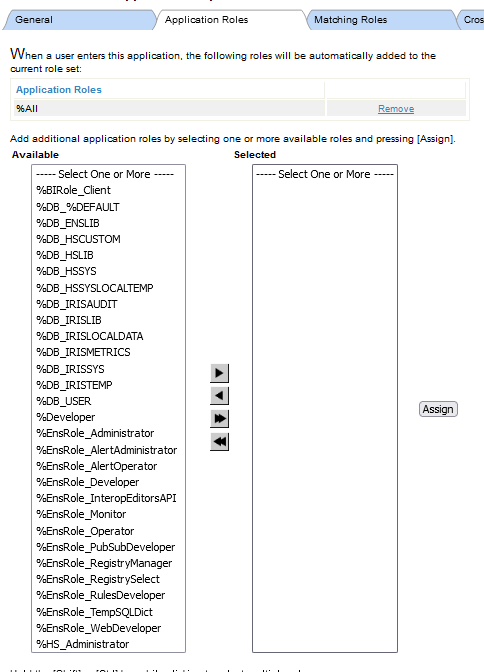 General
Application Roles
Matching Roles
Cros
When a user enters this application, the following roles will be automatically added to the
current role set:
Application Roles
%All
Remove
Add additional application roles by selecting one or more available roles and pressing [Assign].
Available
Selected
----- Select One or More -----
%BIRole_Client
%DB_%DEFAULT
%DB_ENSLIB
%DB_HSCUSTOM
%DB_HSLIB
%DB_HSSYS
%DB_HSSYSLOCALTEMP
%DB_IRISAUDIT
%DB_IRISLIB
%DB_IRISLOCALDATA
%DB_IRISMETRICS
%DB_IRISSYS
%DB_IRISTEMP
%DB_USER
%Developer
%EnsRole_Administrator
%EnsRole_AlertAdministrator
%EnsRole_AlertOperator
%EnsRole_Developer
%EnsRole_InteropEditorsAPI
%EnsRole_Monitor
%EnsRole_Operator
%EnsRole_PubSubDeveloper
%EnsRole_RegistryManager
%EnsRole_RegistrySelect
%EnsRole_RulesDeveloper
%EnsRole_TempSQLDict
%EnsRole_WebDeveloper
%HS_Administrator
----- Select One or More -----
Assign